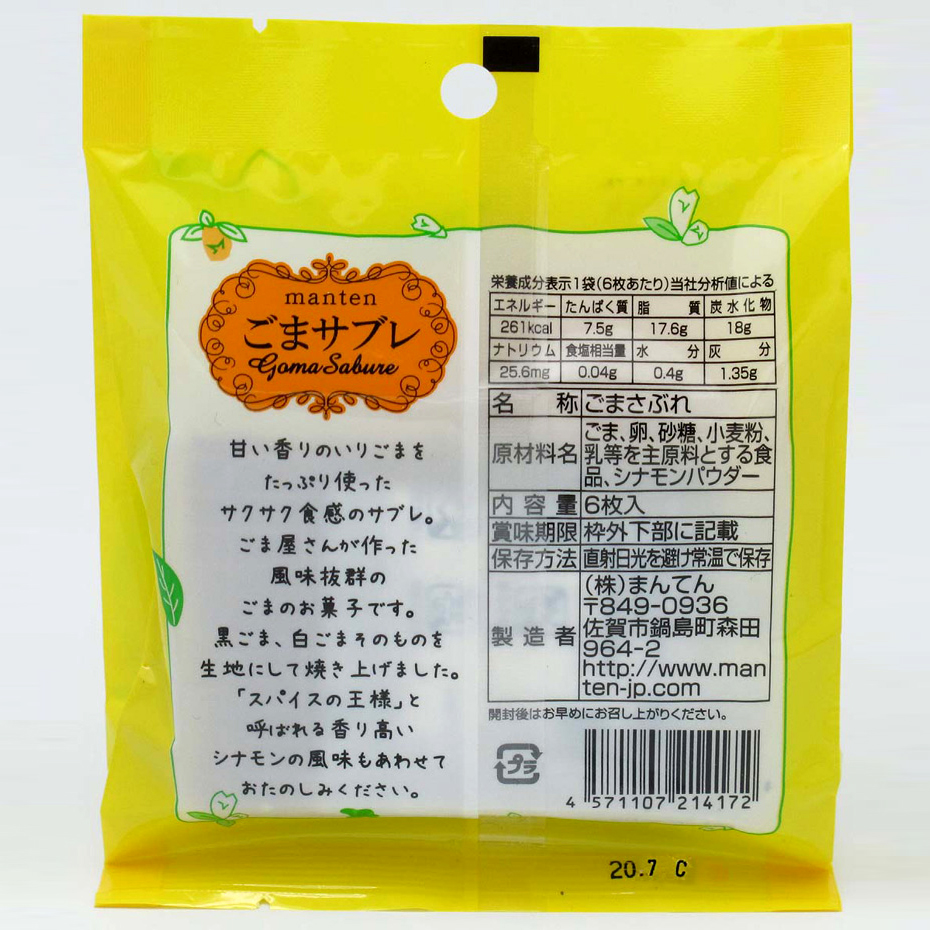 manten
ごまサブレ
Goma Sabure
甘い香りのいりごまを
たっぷり使った
サクサク食感のサブレ。
ごま屋さんが作った
風味抜群の
ごまのお菓子です。
黒ごま、白ごまそのものを
生地にして焼き上げました。
「スパイスの王様」と
呼ばれる香り高い
シナモンの風味もあわせて
おたのしみください。
栄養成分表示1袋(6枚あたり)当社分析値による
エネルギー たんぱく質 脂質 炭水化物
261kcal 7.5g 17.6g 18g
ナトリウム 食塩相当量 水分 灰分
25.6mg 0.04g 0.4g 1.35g
名称 ごまさぶれ
原材料名 ごま、卵、砂糖、小麦粉、
乳等を主原料とする食
品、シナモンパウダー
内容量 6枚入
賞味期限 枠外下部に記載
保存方法 直射日光を避け常温で保存
製造者 (株)まんてん
〒849-0936
佐賀市鍋島町森田
964-2
http://www.man
ten-jp.com
開封後はお早めにお召し上がりください。
プラ
4 571107 214172
20.7 C